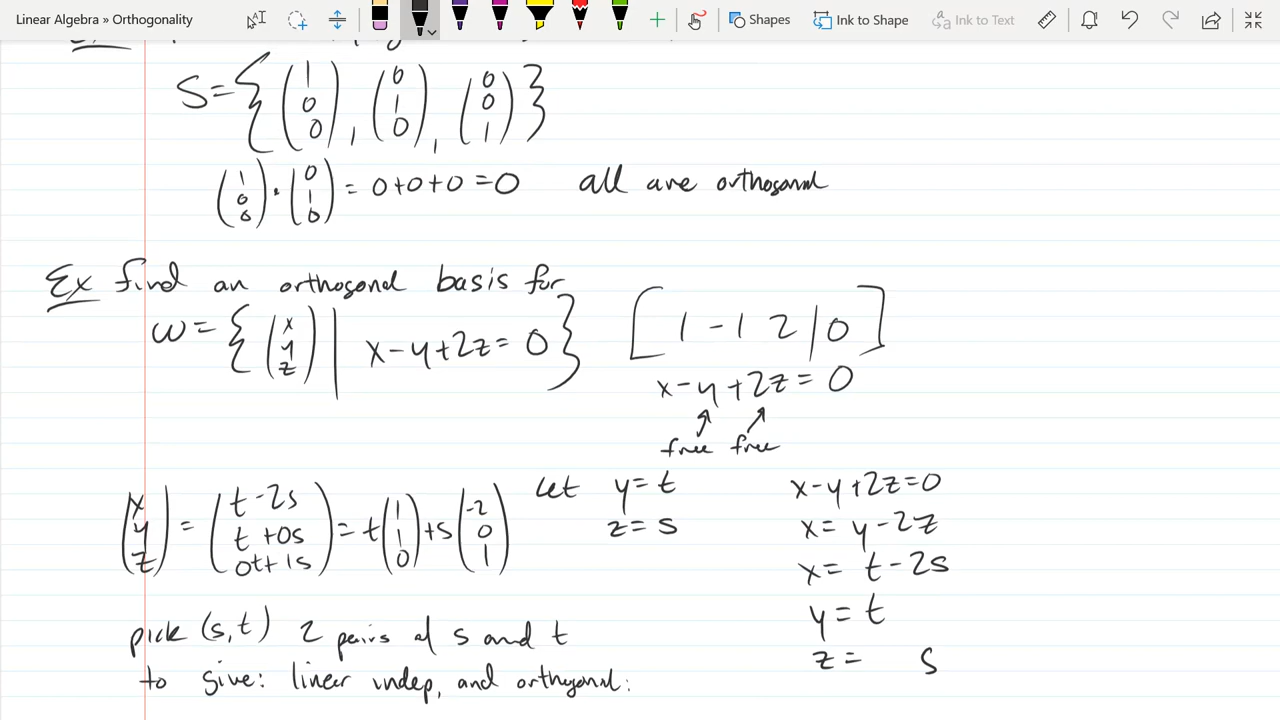 Linear Algebra » Orthogonality
Shapes
Ink to Shape
Ink to Text
S = { (1 0 0), (0 1 0), (0 0 1) }
(1 0 0) · (0 1 0) = 0+0+0 = 0 all are orthogonal
Ex find an orthogonal basis for
W = { (x y z) | x-y+2z = 0 } [ 1 -1 2 | 0 ]
x-y+2z = 0
free free
(x y z) = (t-2s t+0s 0t+1s) = t(1 1 0) + s(-2 0 1)
Let y = t
z = s
x-y+2z=0
x = y-2z
x = t-2s
y = t
z = s
pick (s,t) 2 pairs of s and t
to give: linear indep, and orthogonal: